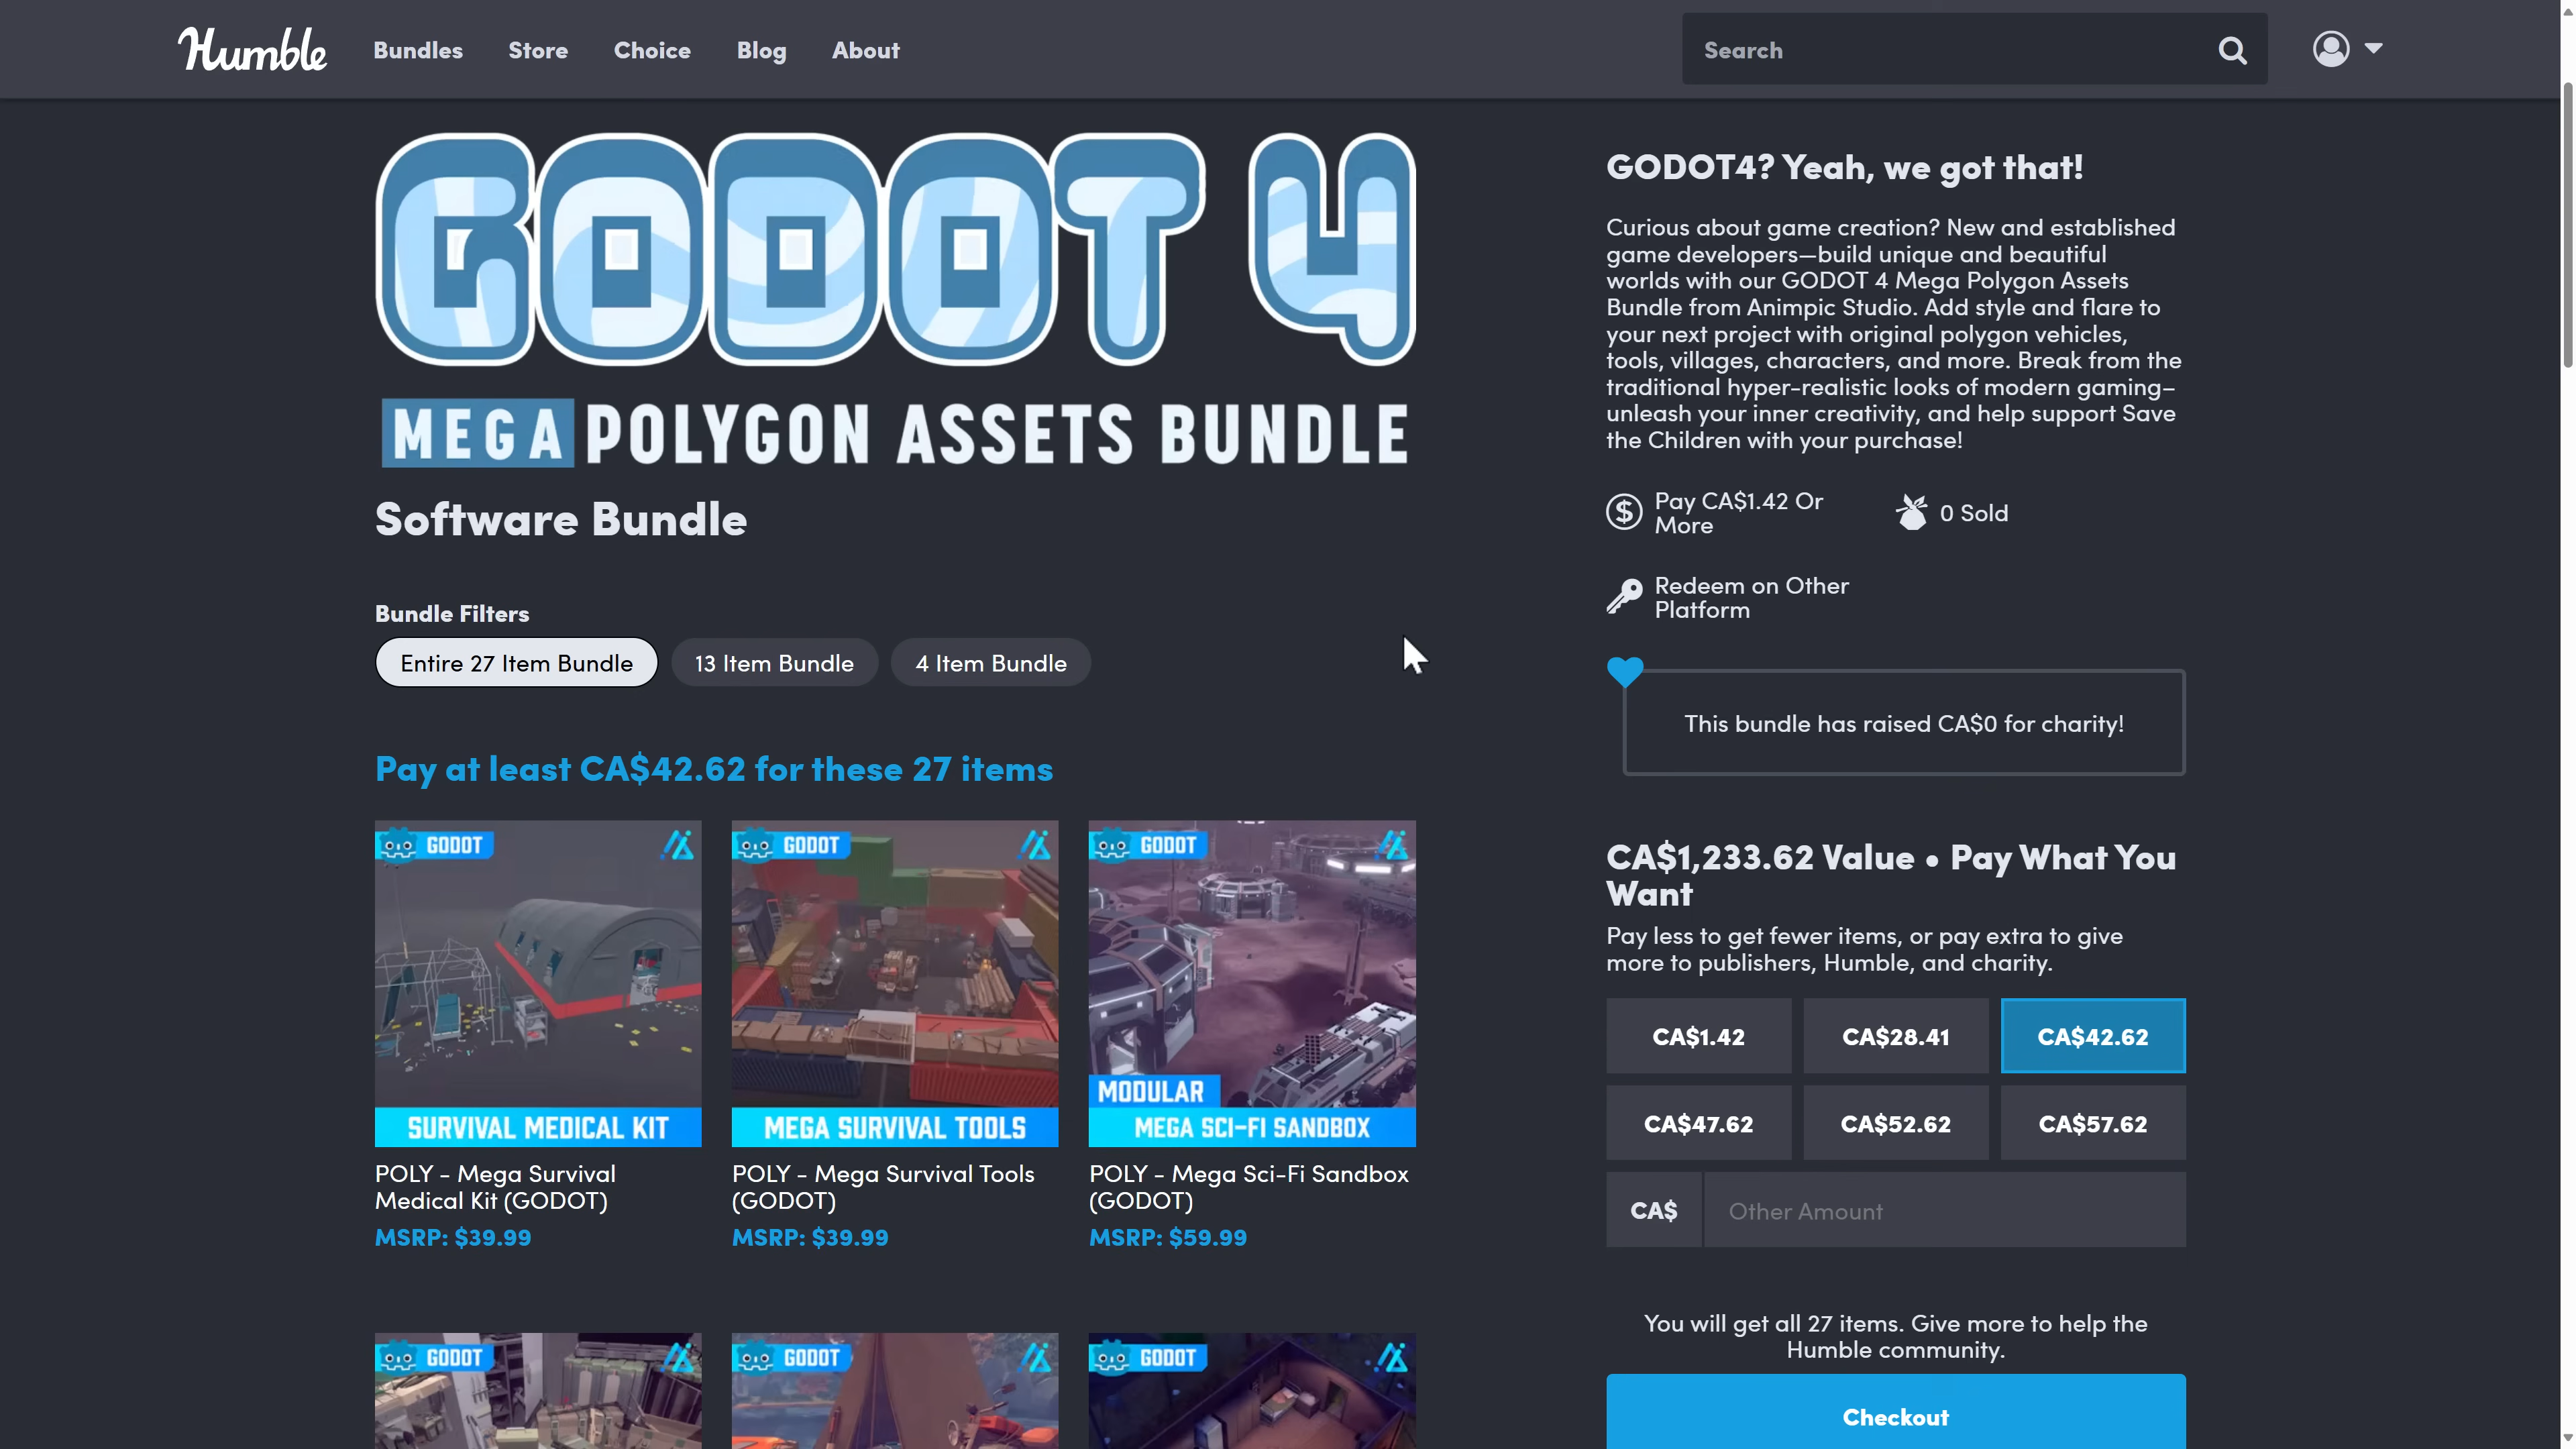 Humble
Bundles
Store
Choice
Blog
About
Search
GODOT 4
MEGA POLYGON ASSETS BUNDLE
Software Bundle
Bundle Filters
Entire 27 Item Bundle
13 Item Bundle
4 Item Bundle
Pay at least CA$42.62 for these 27 items
GODOT
SURVIVAL MEDICAL KIT
POLY - Mega Survival
Medical Kit (GODOT)
MSRP: $39.99
GODOT
MEGA SURVIVAL TOOLS
POLY - Mega Survival Tools
(GODOT)
MSRP: $39.99
GODOT
MODULAR
MEGA SCI-FI SANDBOX
POLY - Mega Sci-Fi Sandbox
(GODOT)
MSRP: $59.99
GODOT
GODOT
GODOT
GODOT4? Yeah, we got that!
Curious about game creation? New and established
game developers—build unique and beautiful
worlds with our GODOT 4 Mega Polygon Assets
Bundle from Animpic Studio. Add style and flare to
your next project with original polygon vehicles,
tools, villages, characters, and more. Break from the
traditional hyper-realistic looks of modern gaming–
unleash your inner creativity, and help support Save
the Children with your purchase!
Pay CA$1.42 Or
More
0 Sold
Redeem on Other
Platform
This bundle has raised CA$0 for charity!
CA$1,233.62 Value • Pay What You
Want
Pay less to get fewer items, or pay extra to give
more to publishers, Humble, and charity.
CA$1.42
CA$28.41
CA$42.62
CA$47.62
CA$52.62
CA$57.62
CA$
Other Amount
You will get all 27 items. Give more to help the
Humble community.
Checkout